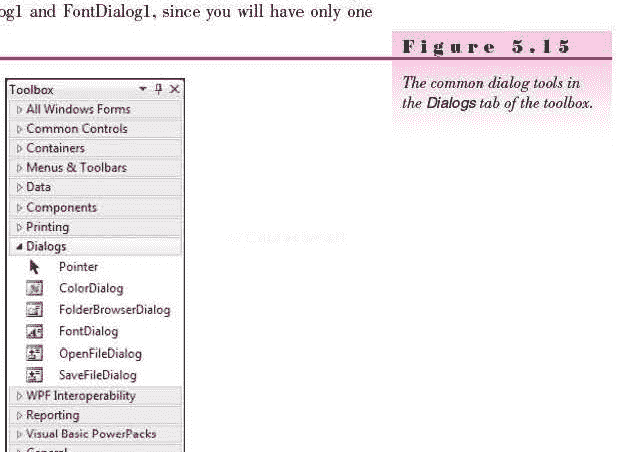 og1 and FontDialog1, since you will have only one
Figure 5.15
The common dialog tools in
the Dialogs tab of the toolbox.
Toolbox
All Windows Forms
Common Controls
Containers
Menus & Toolbars
Data
Components
Printing
Dialogs
Pointer
ColorDialog
FolderBrowserDialog
FontDialog
OpenFileDialog
SaveFileDialog
WPF Interoperability
Reporting
Visual Basic PowerPacks
General